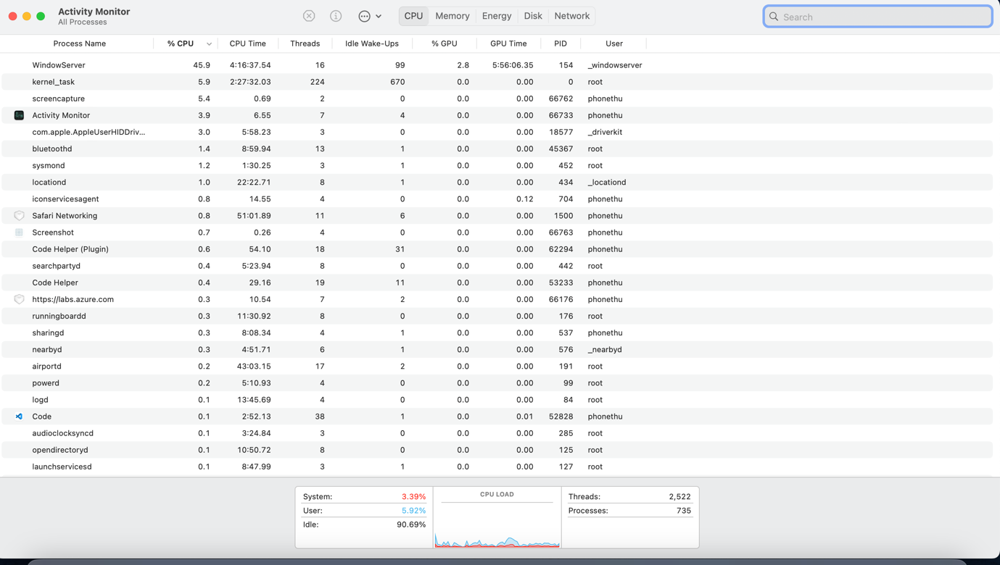 Activity Monitor
All Processes
CPU Memory Energy Disk Network
Search
Process Name % CPU CPU Time Threads Idle Wake-Ups % GPU GPU Time PID User
WindowServer 45.9 4:16:37.54 16 99 2.8 5:56:06.35 154 _windowserver
kernel_task 5.9 2:27:32.03 224 670 0.0 0.00 0 root
screencapture 5.4 0.69 2 0 0.0 0.00 66762 phonethu
Activity Monitor 3.9 6.55 7 4 0.0 0.00 66733 phonethu
com.apple.AppleUserHIDDriv... 3.0 5:58.23 3 0 0.0 0.00 18577 _driverkit
bluetoothd 1.4 8:59.94 13 1 0.0 0.00 45367 root
sysmond 1.2 1:30.25 3 1 0.0 0.00 452 root
locationd 1.0 22:22.71 8 1 0.0 0.00 434 _locationd
iconservicesagent 0.8 14.55 4 0 0.0 0.12 704 phonethu
Safari Networking 0.8 51:01.89 11 6 0.0 0.00 1500 phonethu
Screenshot 0.7 0.26 4 0 0.0 0.00 66763 phonethu
Code Helper (Plugin) 0.6 54.10 18 31 0.0 0.00 62294 phonethu
searchpartyd 0.4 5:23.94 8 0 0.0 0.00 442 root
Code Helper 0.4 29.16 19 11 0.0 0.00 53233 phonethu
https://labs.azure.com 0.3 10.54 7 2 0.0 0.00 66176 phonethu
runningboardd 0.3 11:30.92 8 0 0.0 0.00 176 root
sharingd 0.3 8:08.34 4 1 0.0 0.00 537 phonethu
nearbyd 0.3 4:51.71 6 1 0.0 0.00 576 _nearbyd
airportd 0.2 43:03.15 17 2 0.0 0.00 191 root
powerd 0.2 5:10.93 4 0 0.0 0.00 99 root
logd 0.1 13:45.69 4 0 0.0 0.00 84 root
Code 0.1 2:52.13 38 1 0.0 0.01 52828 phonethu
audioclocksyncd 0.1 3:24.84 3 0 0.0 0.00 285 root
opendirectoryd 0.1 10:50.72 8 0 0.0 0.00 125 root
launchservicesd 0.1 8:47.99 3 1 0.0 0.00 127 root
System: 3.39%
User: 5.92%
Idle: 90.69%
CPU LOAD
Threads: 2,522
Processes: 735